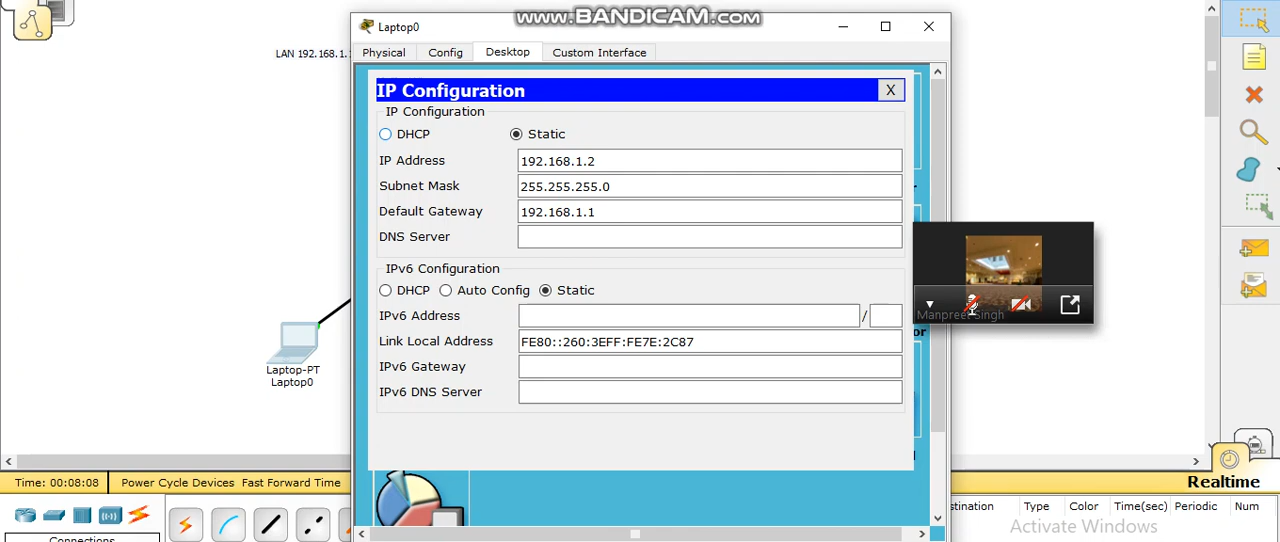 www.BANDICAM.com
Laptop0
Physical Config Desktop Custom Interface
LAN 192.168.1.
IP Configuration X
IP Configuration
DHCP Static
IP Address 192.168.1.2
Subnet Mask 255.255.255.0
Default Gateway 192.168.1.1
DNS Server
IPv6 Configuration
DHCP Auto Config Static
IPv6 Address /
Link Local Address FE80::260:3EFF:FE7E:2C87
IPv6 Gateway
IPv6 DNS Server
Manpreet Singh
Laptop-PT
Laptop0
Time: 00:08:08 Power Cycle Devices Fast Forward Time
Realtime
stination Type Color Time(sec) Periodic Num
Activate Windows
Connections